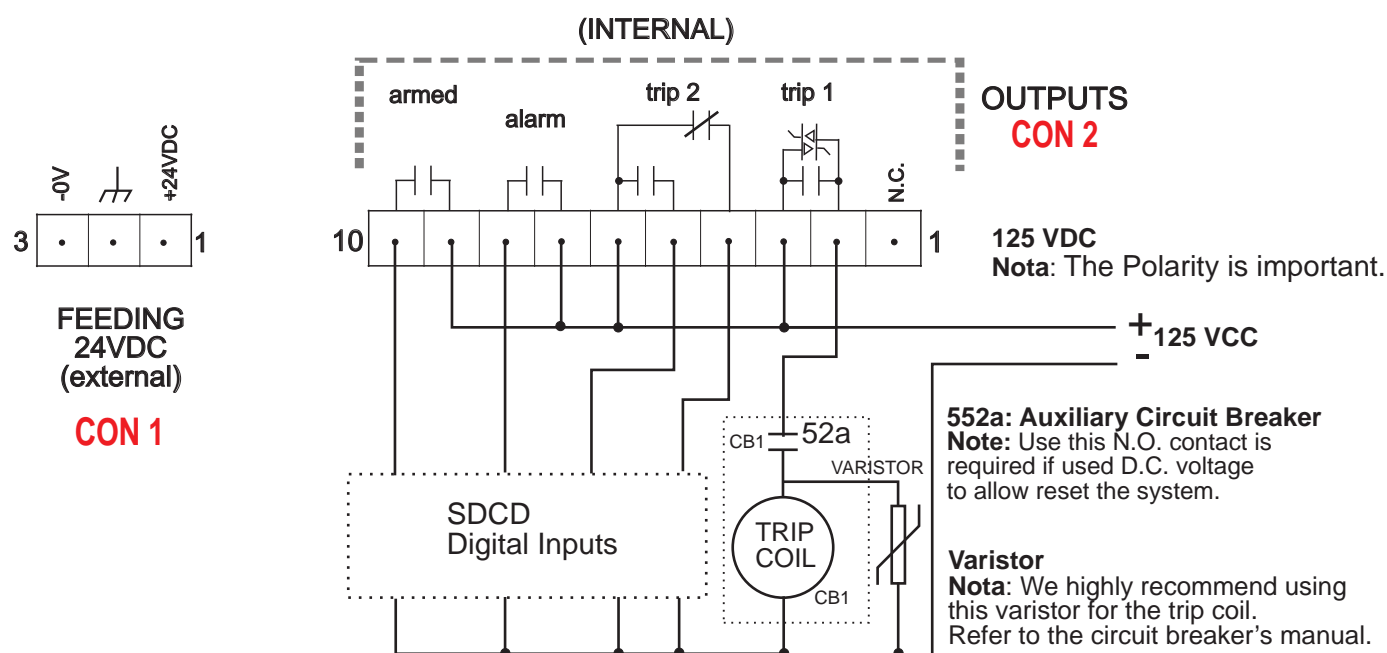 (INTERNAL)
armed
alarm
trip 2
trip 1
N.C.
OUTPUTS
CON 2
-0V
+24VDC
3
1
10
1
FEEDING
24VDC
(external)
CON 1
125 VDC
Nota: The Polarity is important.
+
125 VCC
-
SDCD
Digital Inputs
CB1
52a
VARISTOR
TRIP
COIL
CB1
552a: Auxiliary Circuit Breaker
Note: Use this N.O. contact is
required if used D.C. voltage
to allow reset the system.
Varistor
Nota: We highly recommend using
this varistor for the trip coil.
Refer to the circuit breaker's manual.